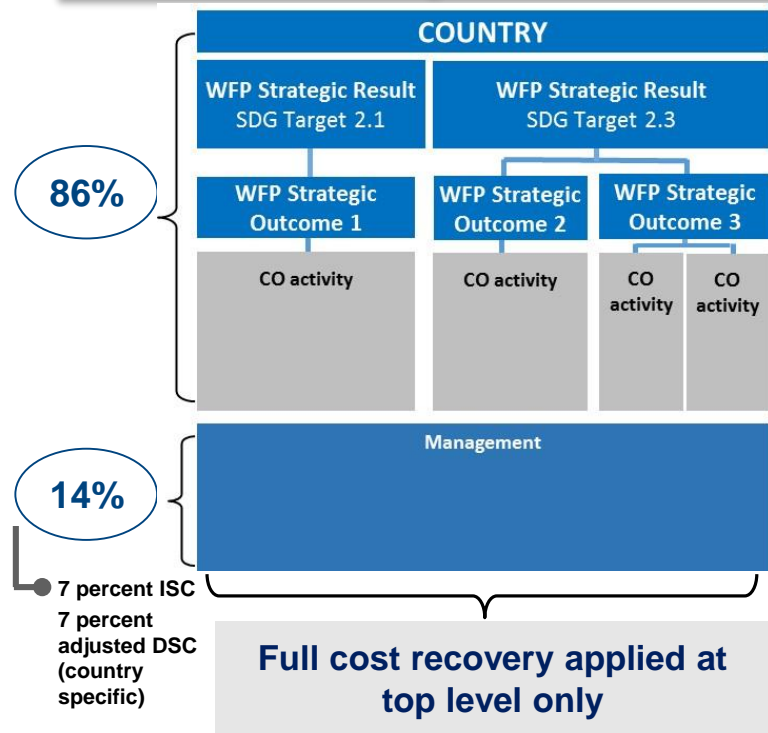 COUNTRY
WFP Strategic Result
SDG Target 2.1
WFP Strategic Result
SDG Target 2.3
86%
WFP Strategic
Outcome 1
WFP Strategic
Outcome 2
WFP Strategic
Outcome 3
CO activity
CO activity
CO
activity
CO
activity
Management
14%
7 percent ISC
7 percent
adjusted DSC
(country
specific)
Full cost recovery applied at
top level only